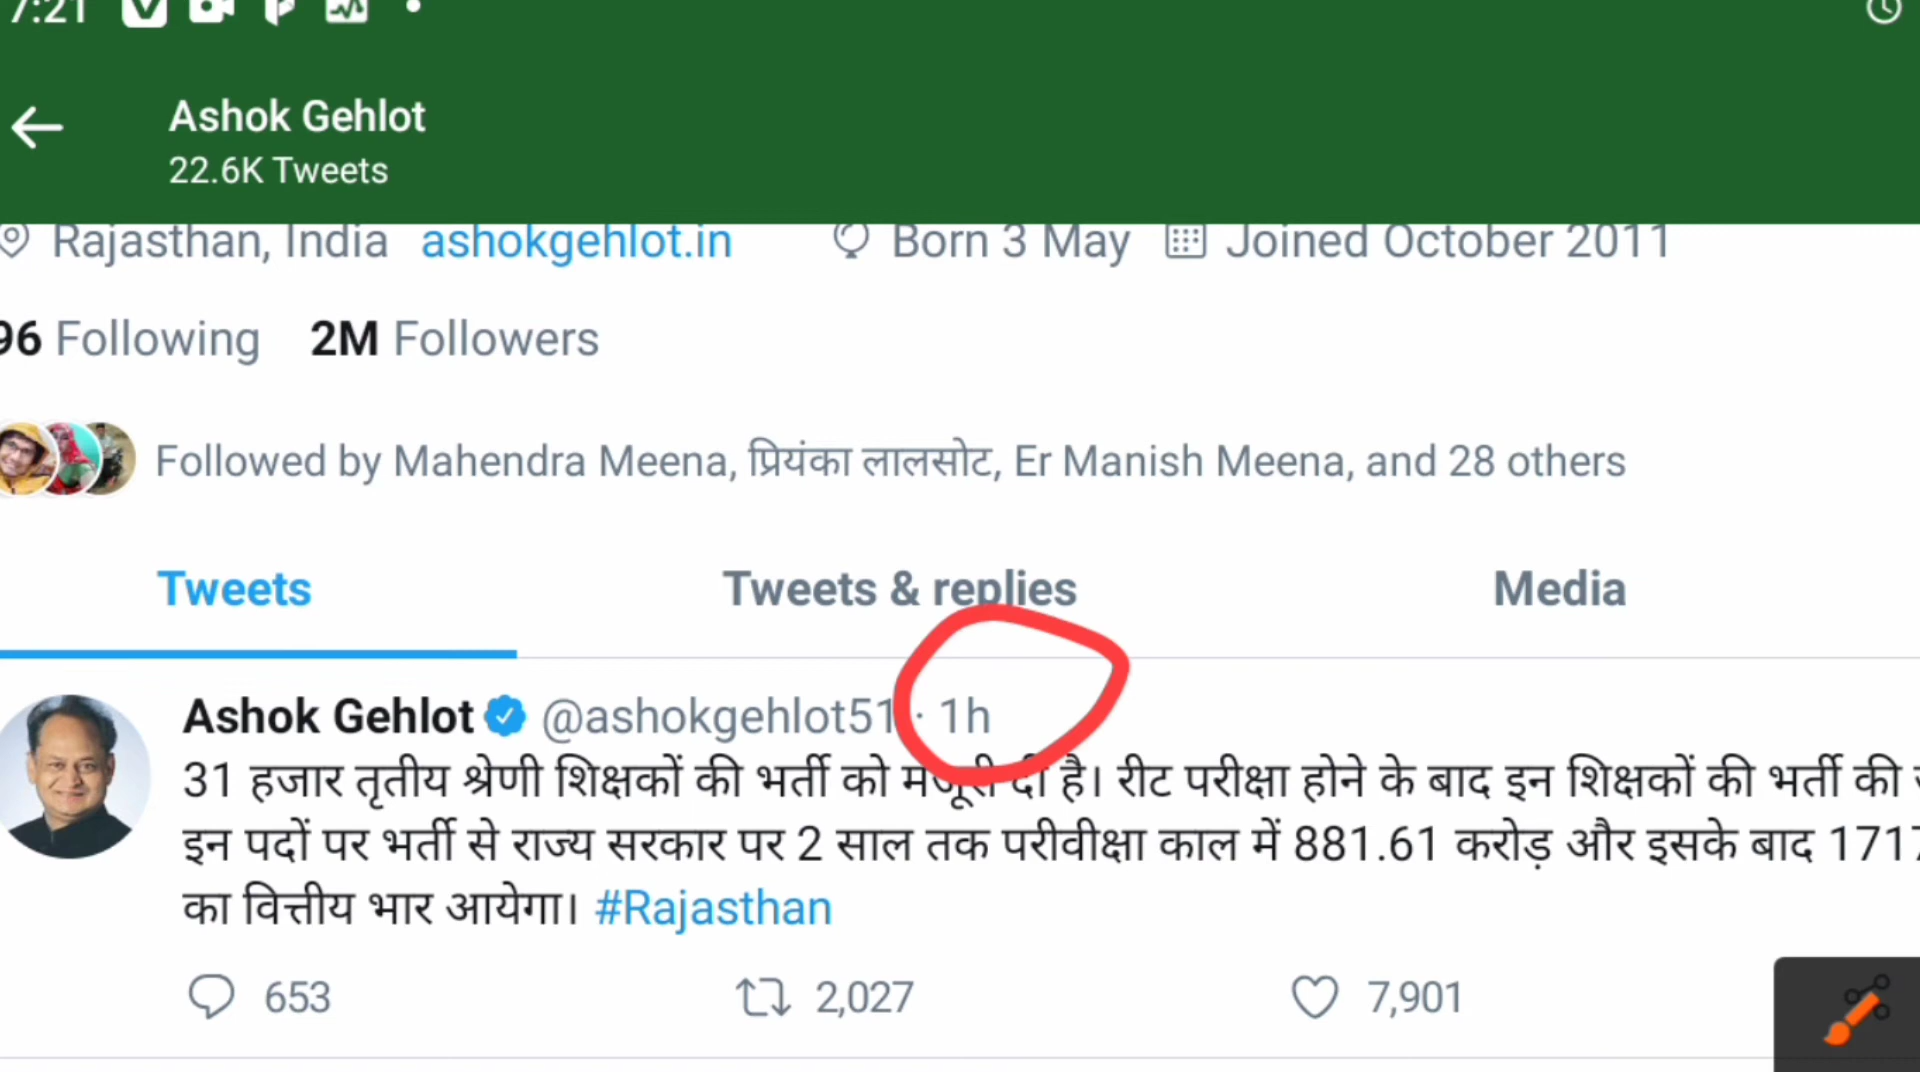 7:21
Ashok Gehlot
22.6K Tweets
Rajasthan, India ashokgehlot.in Born 3 May Joined October 2011
96 Following 2M Followers
Followed by Mahendra Meena, प्रियंका लालसोट, Er Manish Meena, and 28 others
Tweets Tweets & replies Media
Ashok Gehlot @ashokgehlot51 · 1h
31 हजार तृतीय श्रेणी शिक्षकों की भर्ती को मंजूरी दी है। रीट परीक्षा होने के बाद इन शिक्षकों की भर्ती की
इन पदों पर भर्ती से राज्य सरकार पर 2 साल तक परीवीक्षा काल में 881.61 करोड़ और इसके बाद 1717
का वित्तीय भार आयेगा। #Rajasthan
653 2,027 7,901